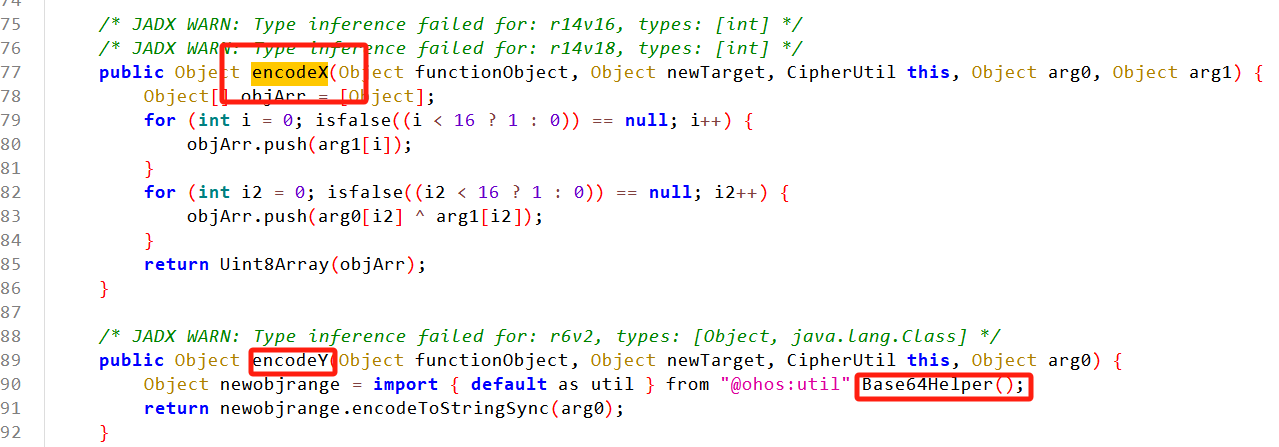 74
75 /* JADX WARN: Type inference failed for: r14v16, types: [int] */
76 /* JADX WARN: Type inference failed for: r14v18, types: [int] */
77 public Object encodeX(Object functionObject, Object newTarget, CipherUtil this, Object arg0, Object arg1) {
78 Object[] objArr = [Object];
79 for (int i = 0; isfalse((i < 16 ? 1 : 0)) == null; i++) {
80 objArr.push(arg1[i]);
81 }
82 for (int i2 = 0; isfalse((i2 < 16 ? 1 : 0)) == null; i2++) {
83 objArr.push(arg0[i2] ^ arg1[i2]);
84 }
85 return Uint8Array(objArr);
86 }
87
88 /* JADX WARN: Type inference failed for: r6v2, types: [Object, java.lang.Class] */
89 public Object encodeY(Object functionObject, Object newTarget, CipherUtil this, Object arg0) {
90 Object newobjrange = import { default as util } from "@ohos:util" Base64Helper();
91 return newobjrange.encodeToStringSync(arg0);
92 }